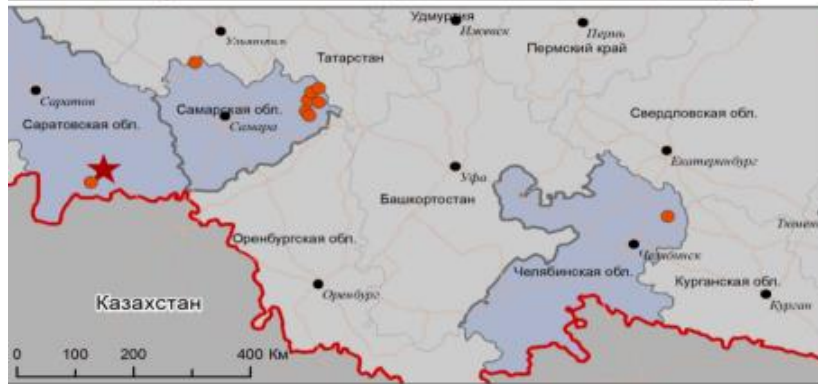 Удмуртия
Ижевск
Пермь
Пермский край
Ульяновск
Татарстан
Саратов
Самарская обл.
Самара
Саратовская обл.
Свердловская обл.
Екатеринбург
Уфа
Башкортостан
Оренбургская обл.
Челябинск
Челябинская обл.
Курганская обл.
Оренбург
Курган
Казахстан
0 100 200 400 Км